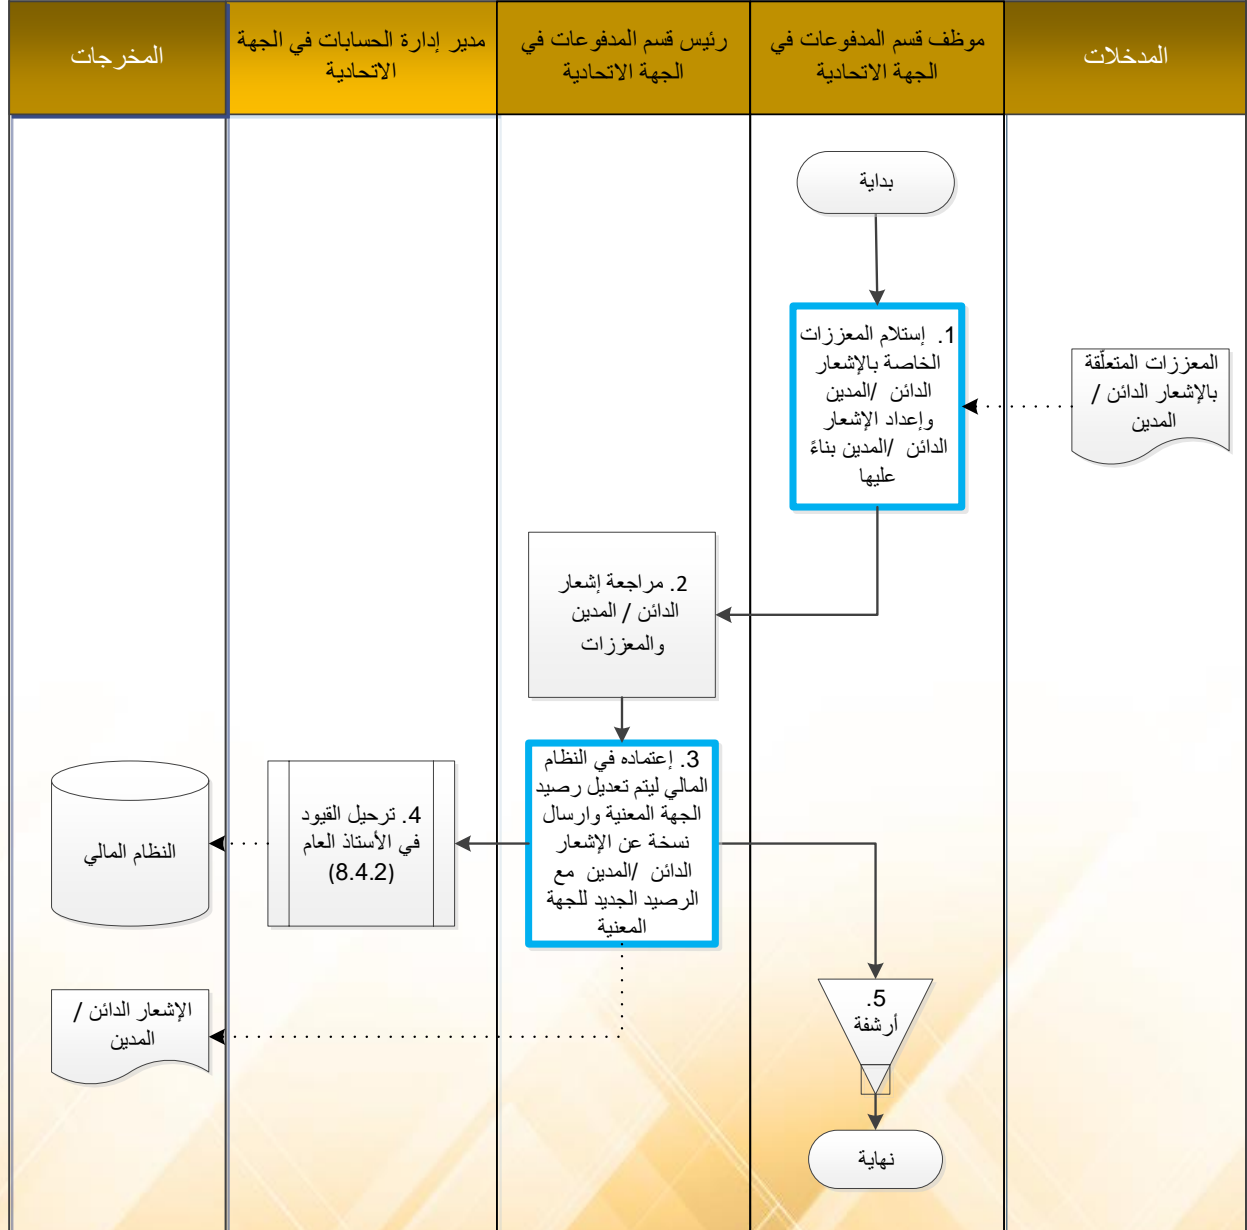 المدخلات
موظف قسم المدفوعات في
الجهة الاتحادية
رئيس قسم المدفوعات في
الجهة الاتحادية
مدير إدارة الحسابات في الجهة
الاتحادية
المخرجات
بداية
1. إستلام المعززات
الخاصة بالإشعار
الدائن /المدين
وإعداد الإشعار
الدائن /المدين بناءً
عليها
المعززات المتعلّقة
بالإشعار الدائن /
المدين
2. مراجعة إشعار
الدائن / المدين
والمعززات
3. إعتماده في النظام
المالي ليتم تعديل رصيد
الجهة المعنية وارسال
نسخة عن الإشعار
الدائن /المدين مع
الرصيد الجديد للجهة
المعنية
4. ترحيل القيود
في الأستاذ العام
(8.4.2)
النظام المالي
الإشعار الدائن /
المدين
5.
أرشفة
نهاية